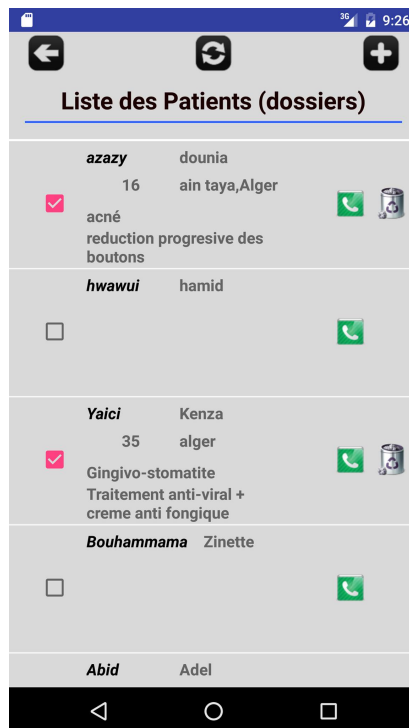 3G 9:26
Liste des Patients (dossiers)
azazy dounia
16 ain taya,Alger
acné
reduction progresive des
boutons
hwawui hamid
Yaici Kenza
35 alger
Gingivo-stomatite
Traitement anti-viral +
creme anti fongique
Bouhammama Zinette
Abid Adel